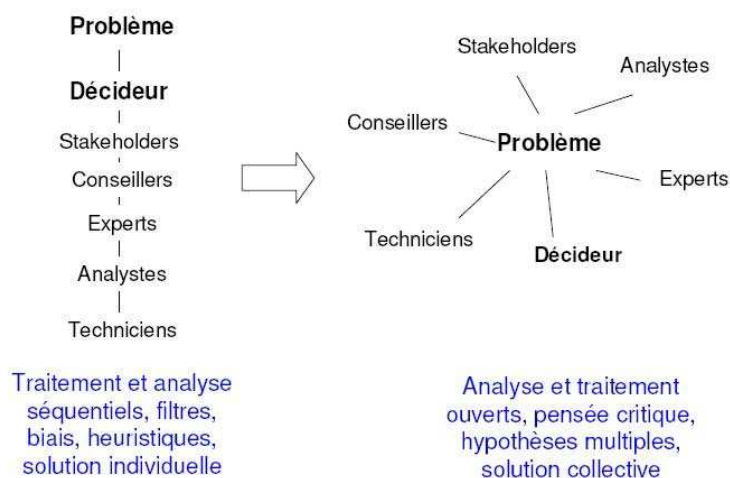 Problème
Décideur
Stakeholders
Conseillers
Experts
Analystes
Techniciens
Traitement et analyse
séquentiels, filtres,
biais, heuristiques,
solution individuelle
Stakeholders
Analystes
Conseillers
Problème
Experts
Techniciens
Décideur
Analyse et traitement
ouverts, pensée critique,
hypothèses multiples,
solution collective